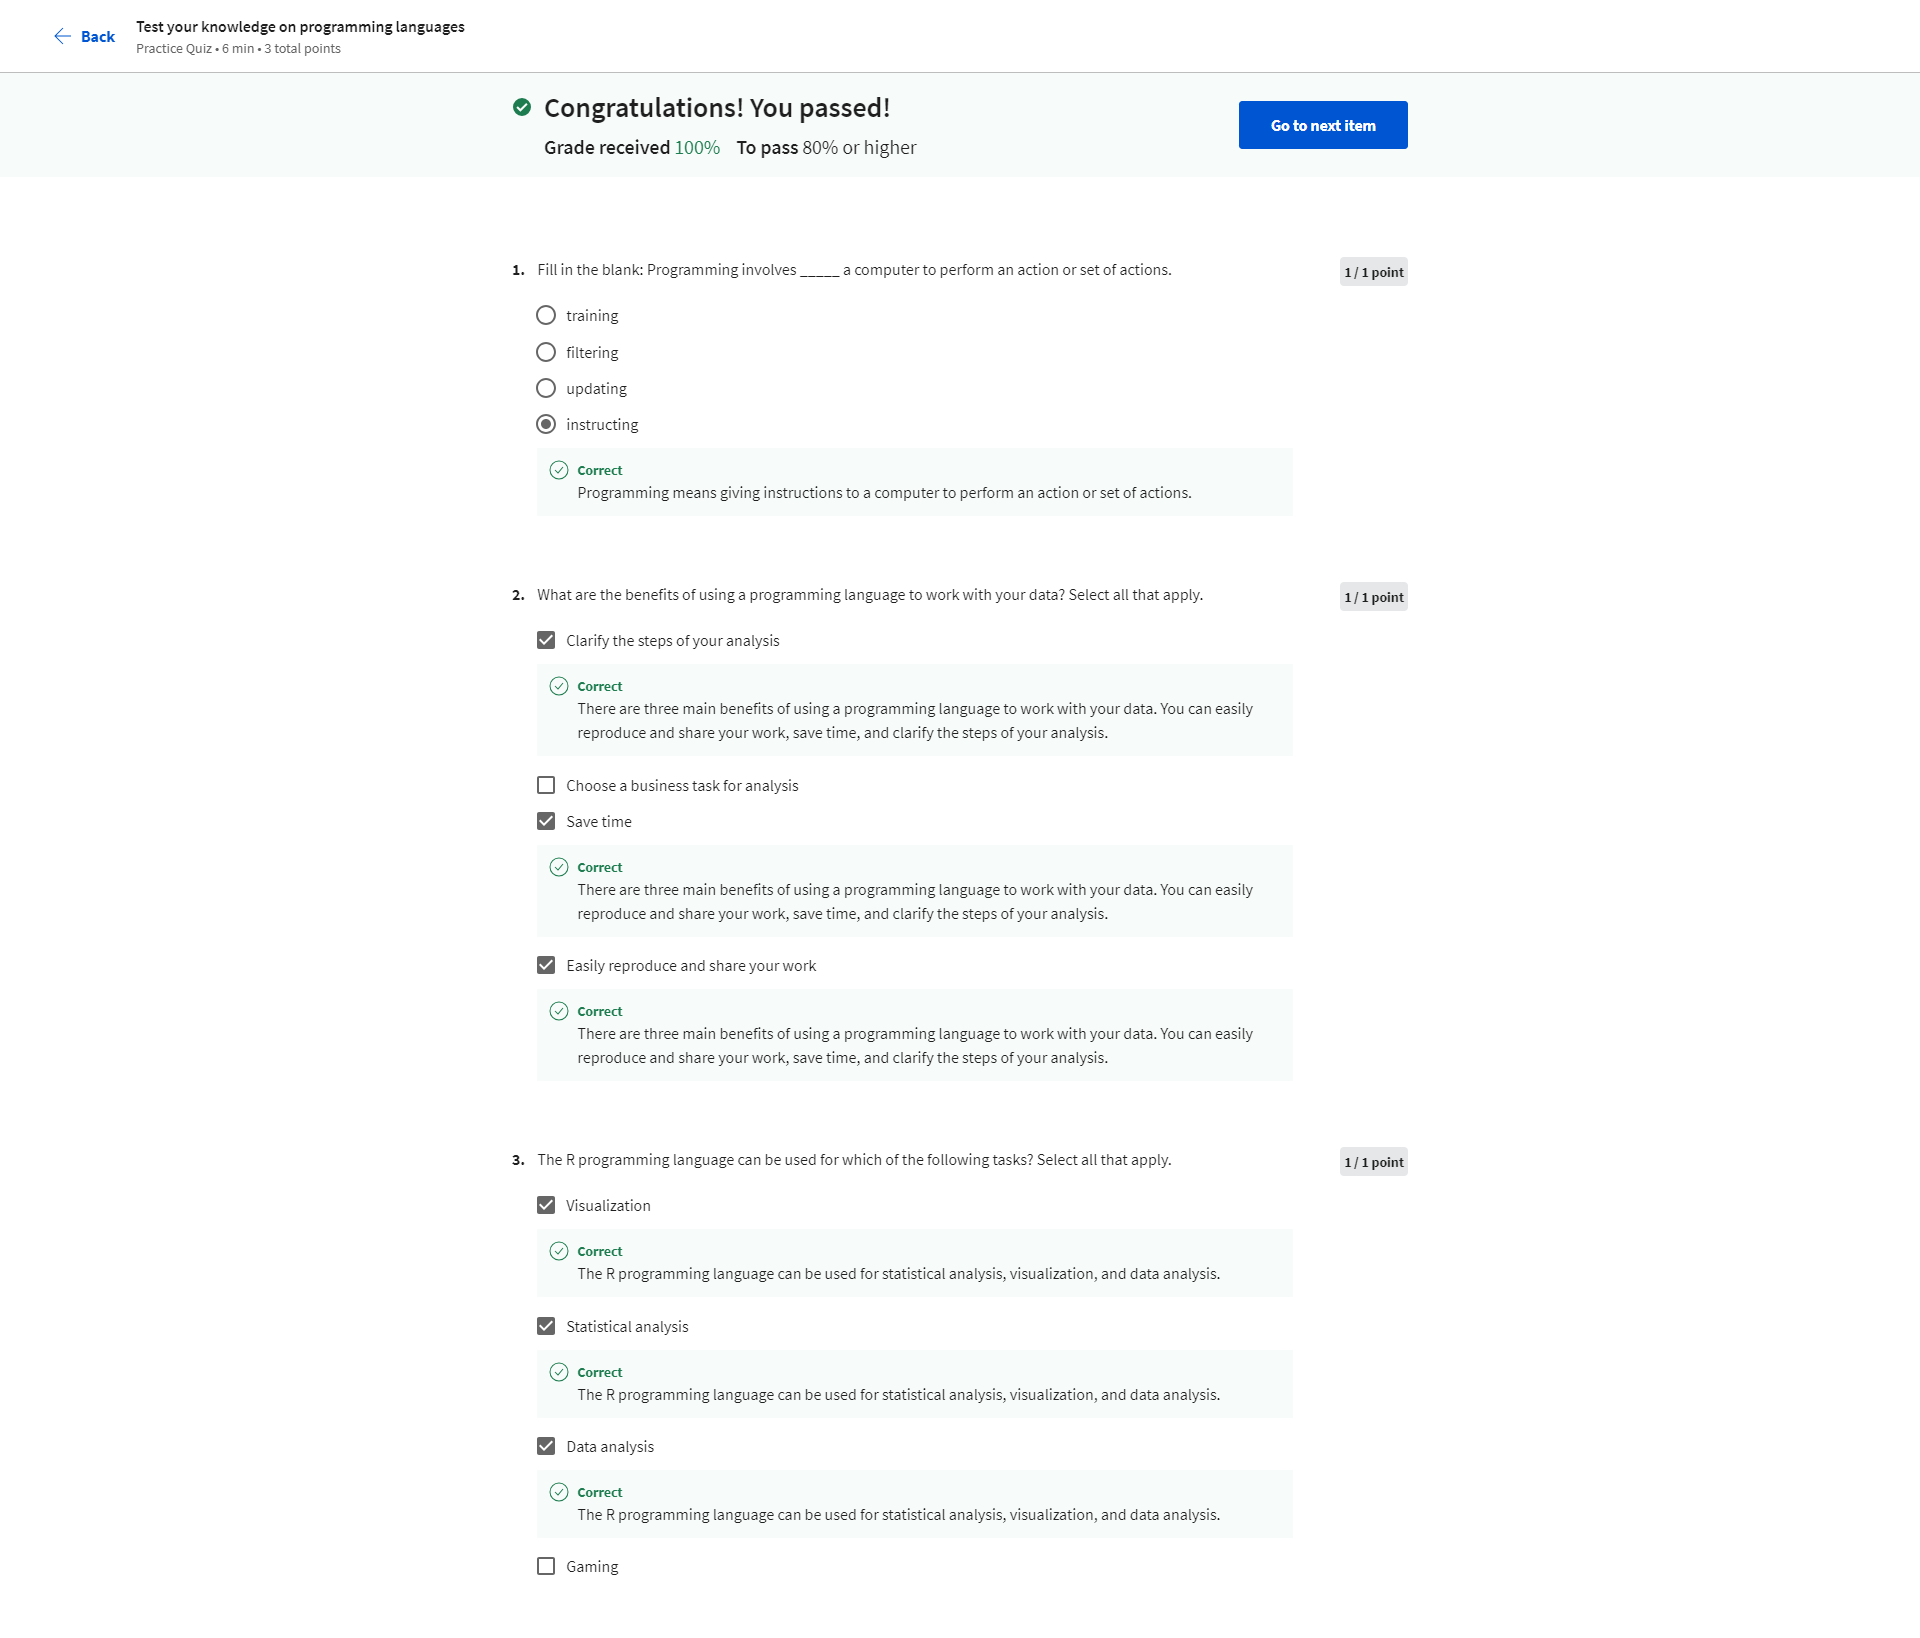 Back
Test your knowledge on programming languages
Practice Quiz • 6 min • 3 total points
Congratulations! You passed!
Grade received 100% To pass 80% or higher
Go to next item
1. Fill in the blank: Programming involves _____ a computer to perform an action or set of actions.
1 / 1 point
training
filtering
updating
instructing
Correct
Programming means giving instructions to a computer to perform an action or set of actions.
2. What are the benefits of using a programming language to work with your data? Select all that apply.
1 / 1 point
Clarify the steps of your analysis
Correct
There are three main benefits of using a programming language to work with your data. You can easily
reproduce and share your work, save time, and clarify the steps of your analysis.
Choose a business task for analysis
Save time
Correct
There are three main benefits of using a programming language to work with your data. You can easily
reproduce and share your work, save time, and clarify the steps of your analysis.
Easily reproduce and share your work
Correct
There are three main benefits of using a programming language to work with your data. You can easily
reproduce and share your work, save time, and clarify the steps of your analysis.
3. The R programming language can be used for which of the following tasks? Select all that apply.
1 / 1 point
Visualization
Correct
The R programming language can be used for statistical analysis, visualization, and data analysis.
Statistical analysis
Correct
The R programming language can be used for statistical analysis, visualization, and data analysis.
Data analysis
Correct
The R programming language can be used for statistical analysis, visualization, and data analysis.
Gaming